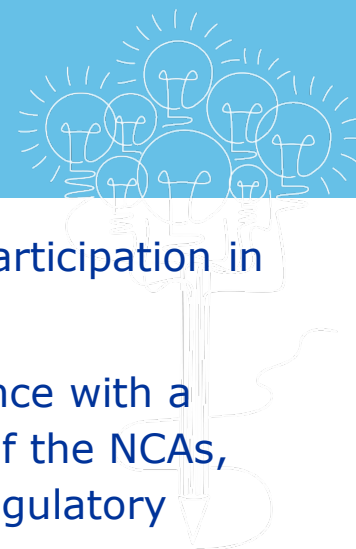 articipation in
nce with a
f the NCAs,
gulatory